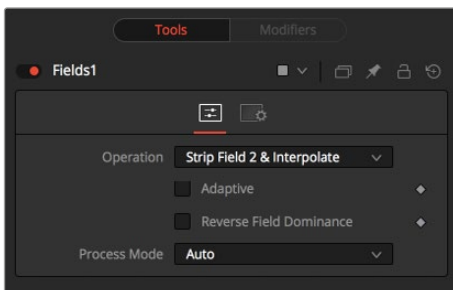 Tools Modifiers
Fields1
Operation Strip Field 2 & Interpolate
Adaptive
Reverse Field Dominance
Process Mode Auto